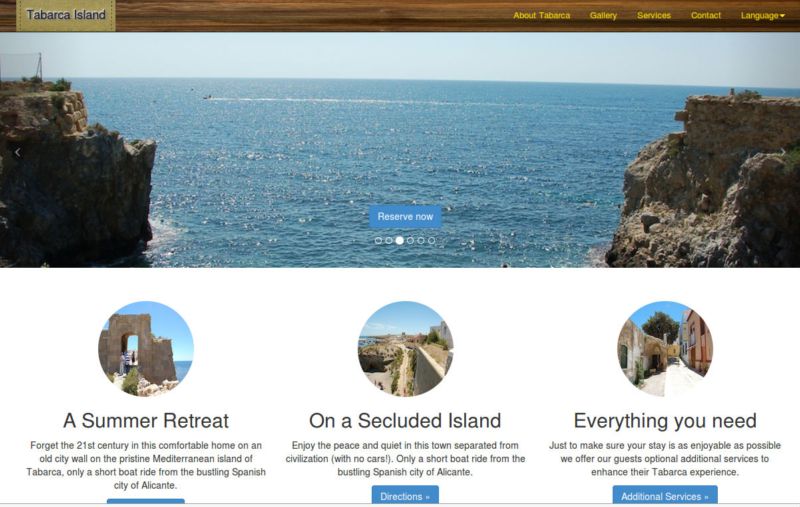 Tabarca Island
About Tabarca Gallery Services Contact Language
Reserve now
A Summer Retreat
Forget the 21st century in this comfortable home on an
old city wall on the pristine Mediterranean island of
Tabarca, only a short boat ride from the bustling Spanish
city of Alicante.
On a Secluded Island
Enjoy the peace and quiet in this town separated from
civilization (with no cars!). Only a short boat ride from the
bustling Spanish city of Alicante.
Directions »
Everything you need
Just to make sure your stay is as enjoyable as possible
we offer our guests optional additional services to
enhance their Tabarca experience.
Additional Services »